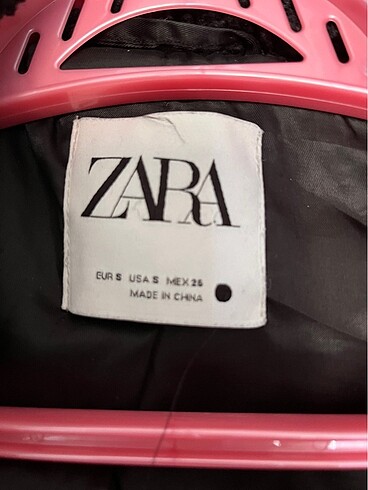 ZARA
EUR S USA S MEX 26
MADE IN CHINA